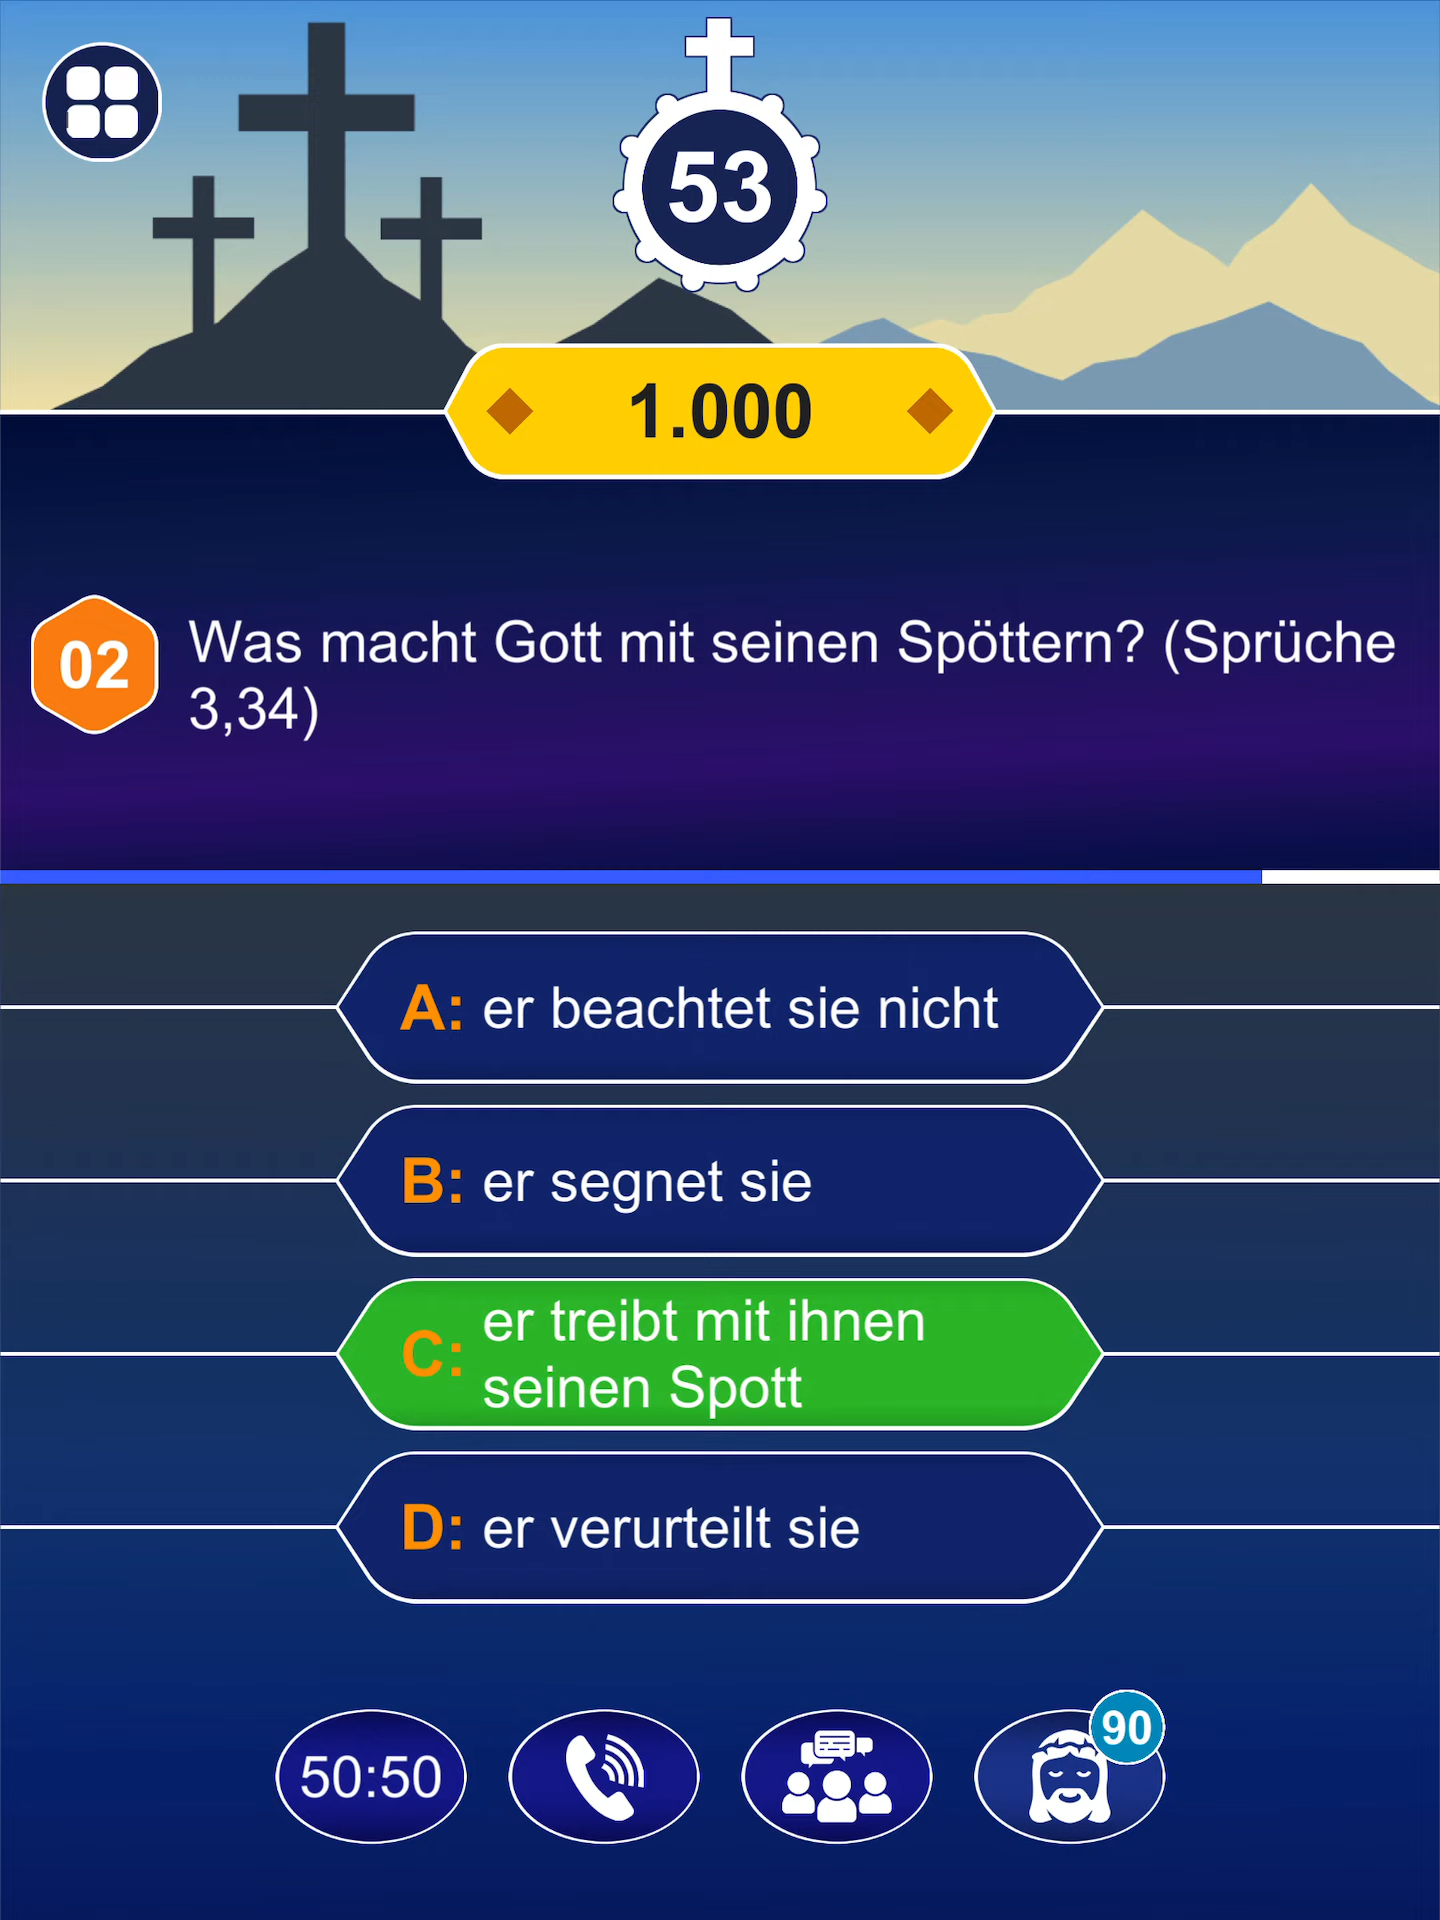 53
1.000
02
Was macht Gott mit seinen Spöttern? (Sprüche
3,34)
A: er beachtet sie nicht
B: er segnet sie
C: er treibt mit ihnen
seinen Spott
D: er verurteilt sie
50:50
90